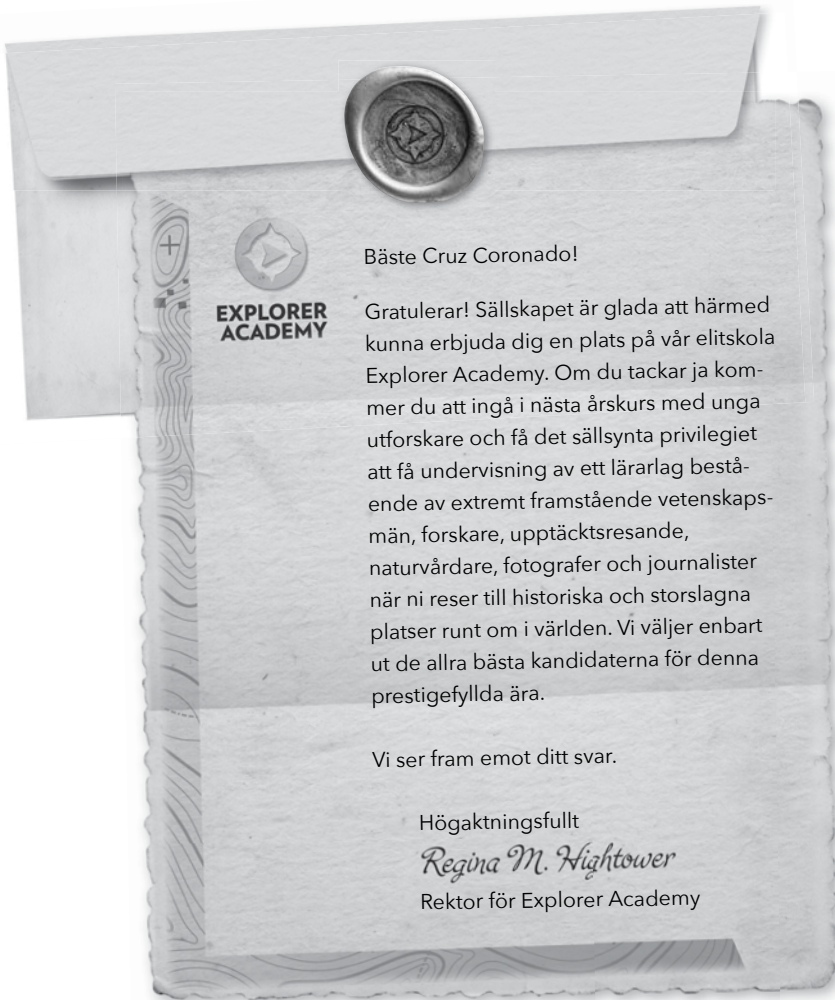 EXPLORER
ACADEMY
Bäste Cruz Coronado!
Gratulerar! Sällskapet är glada att härmed
kunna erbjuda dig en plats på vår elitskola
Explorer Academy. Om du tackar ja kom-
mer du att ingå i nästa årskurs med unga
utforskare och få det sällsynta privilegiet
att få undervisning av ett lärarlag bestå-
ende av extremt framstående vetenskaps-
män, forskare, upptäcktsresande,
naturvårdare, fotografer och journalister
när ni reser till historiska och storslagna
platser runt om i världen. Vi väljer enbart
ut de allra bästa kandidaterna för denna
prestigefyllda ära.
Vi ser fram emot ditt svar.
Högaktningsfullt
Regina M. Hightower
Rektor för Explorer Academy